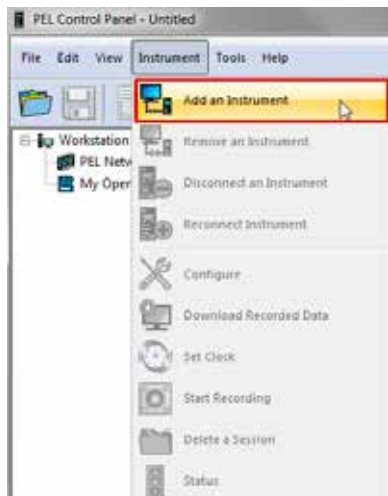 PEL Control Panel - Untitled
File Edit View Instrument Tools Help
Add an Instrument
Workstation
Remove an Instrument
PEL Netw
My Oper
Disconnect an Instrument
Reconnect Instrument
Configure
Download Recorded Data
Set Clock
Start Recording
Delete a Session
Status